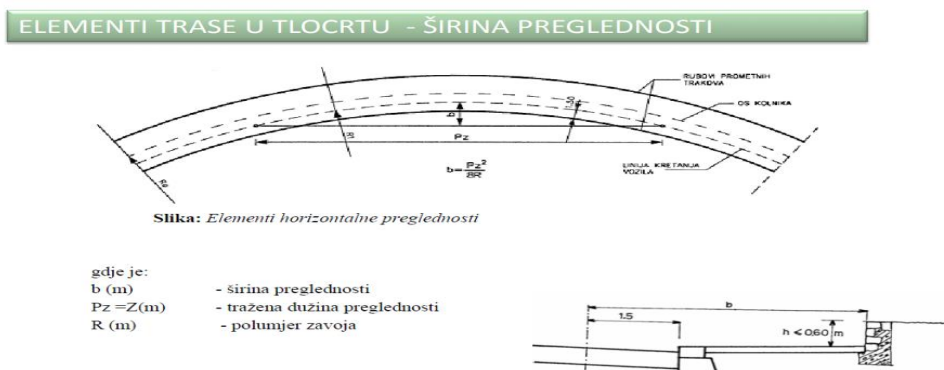 ELEMENTI TRASE U TLOCRTU - ŠIRINA PREGLEDNOSTI
RUBOVI PROMETNIH
TRAKOVA
OS KOLNIKA
b
R
Pz
b=Pz²/8R
LINIJA KRETANJA
VOZILA
Slika: Elementi horizontalne preglednosti
gdje je:
b (m) - širina preglednosti
Pz =Z(m) - tražena dužina preglednosti
R (m) - polumjer zavoja
b
1.5
h ≤ 0,60 m